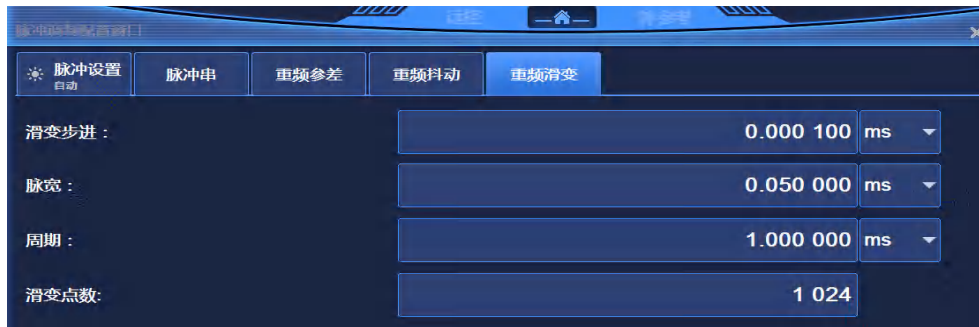 脉冲设置
自动
脉冲串
重频参差
重频抖动
重频滑变
滑变步进：
0.000 100 ms
脉宽：
0.050 000 ms
周期：
1.000 000 ms
滑变点数:
1 024